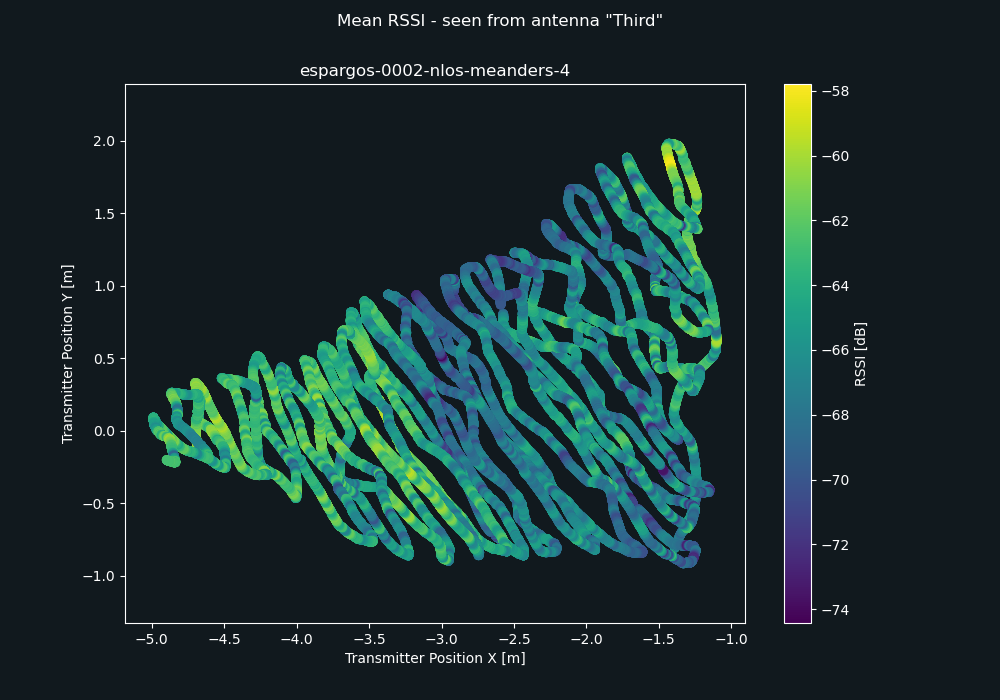 Mean RSSI - seen from antenna "Third"
espargos-0002-nlos-meanders-4
2.0
1.5
1.0
0.5
0.0
−0.5
−1.0
Transmitter Position Y [m]
−5.0 −4.5 −4.0 −3.5 −3.0 −2.5 −2.0 −1.5 −1.0
Transmitter Position X [m]
−58
−60
−62
−64
−66
−68
−70
−72
−74
RSSI [dB]